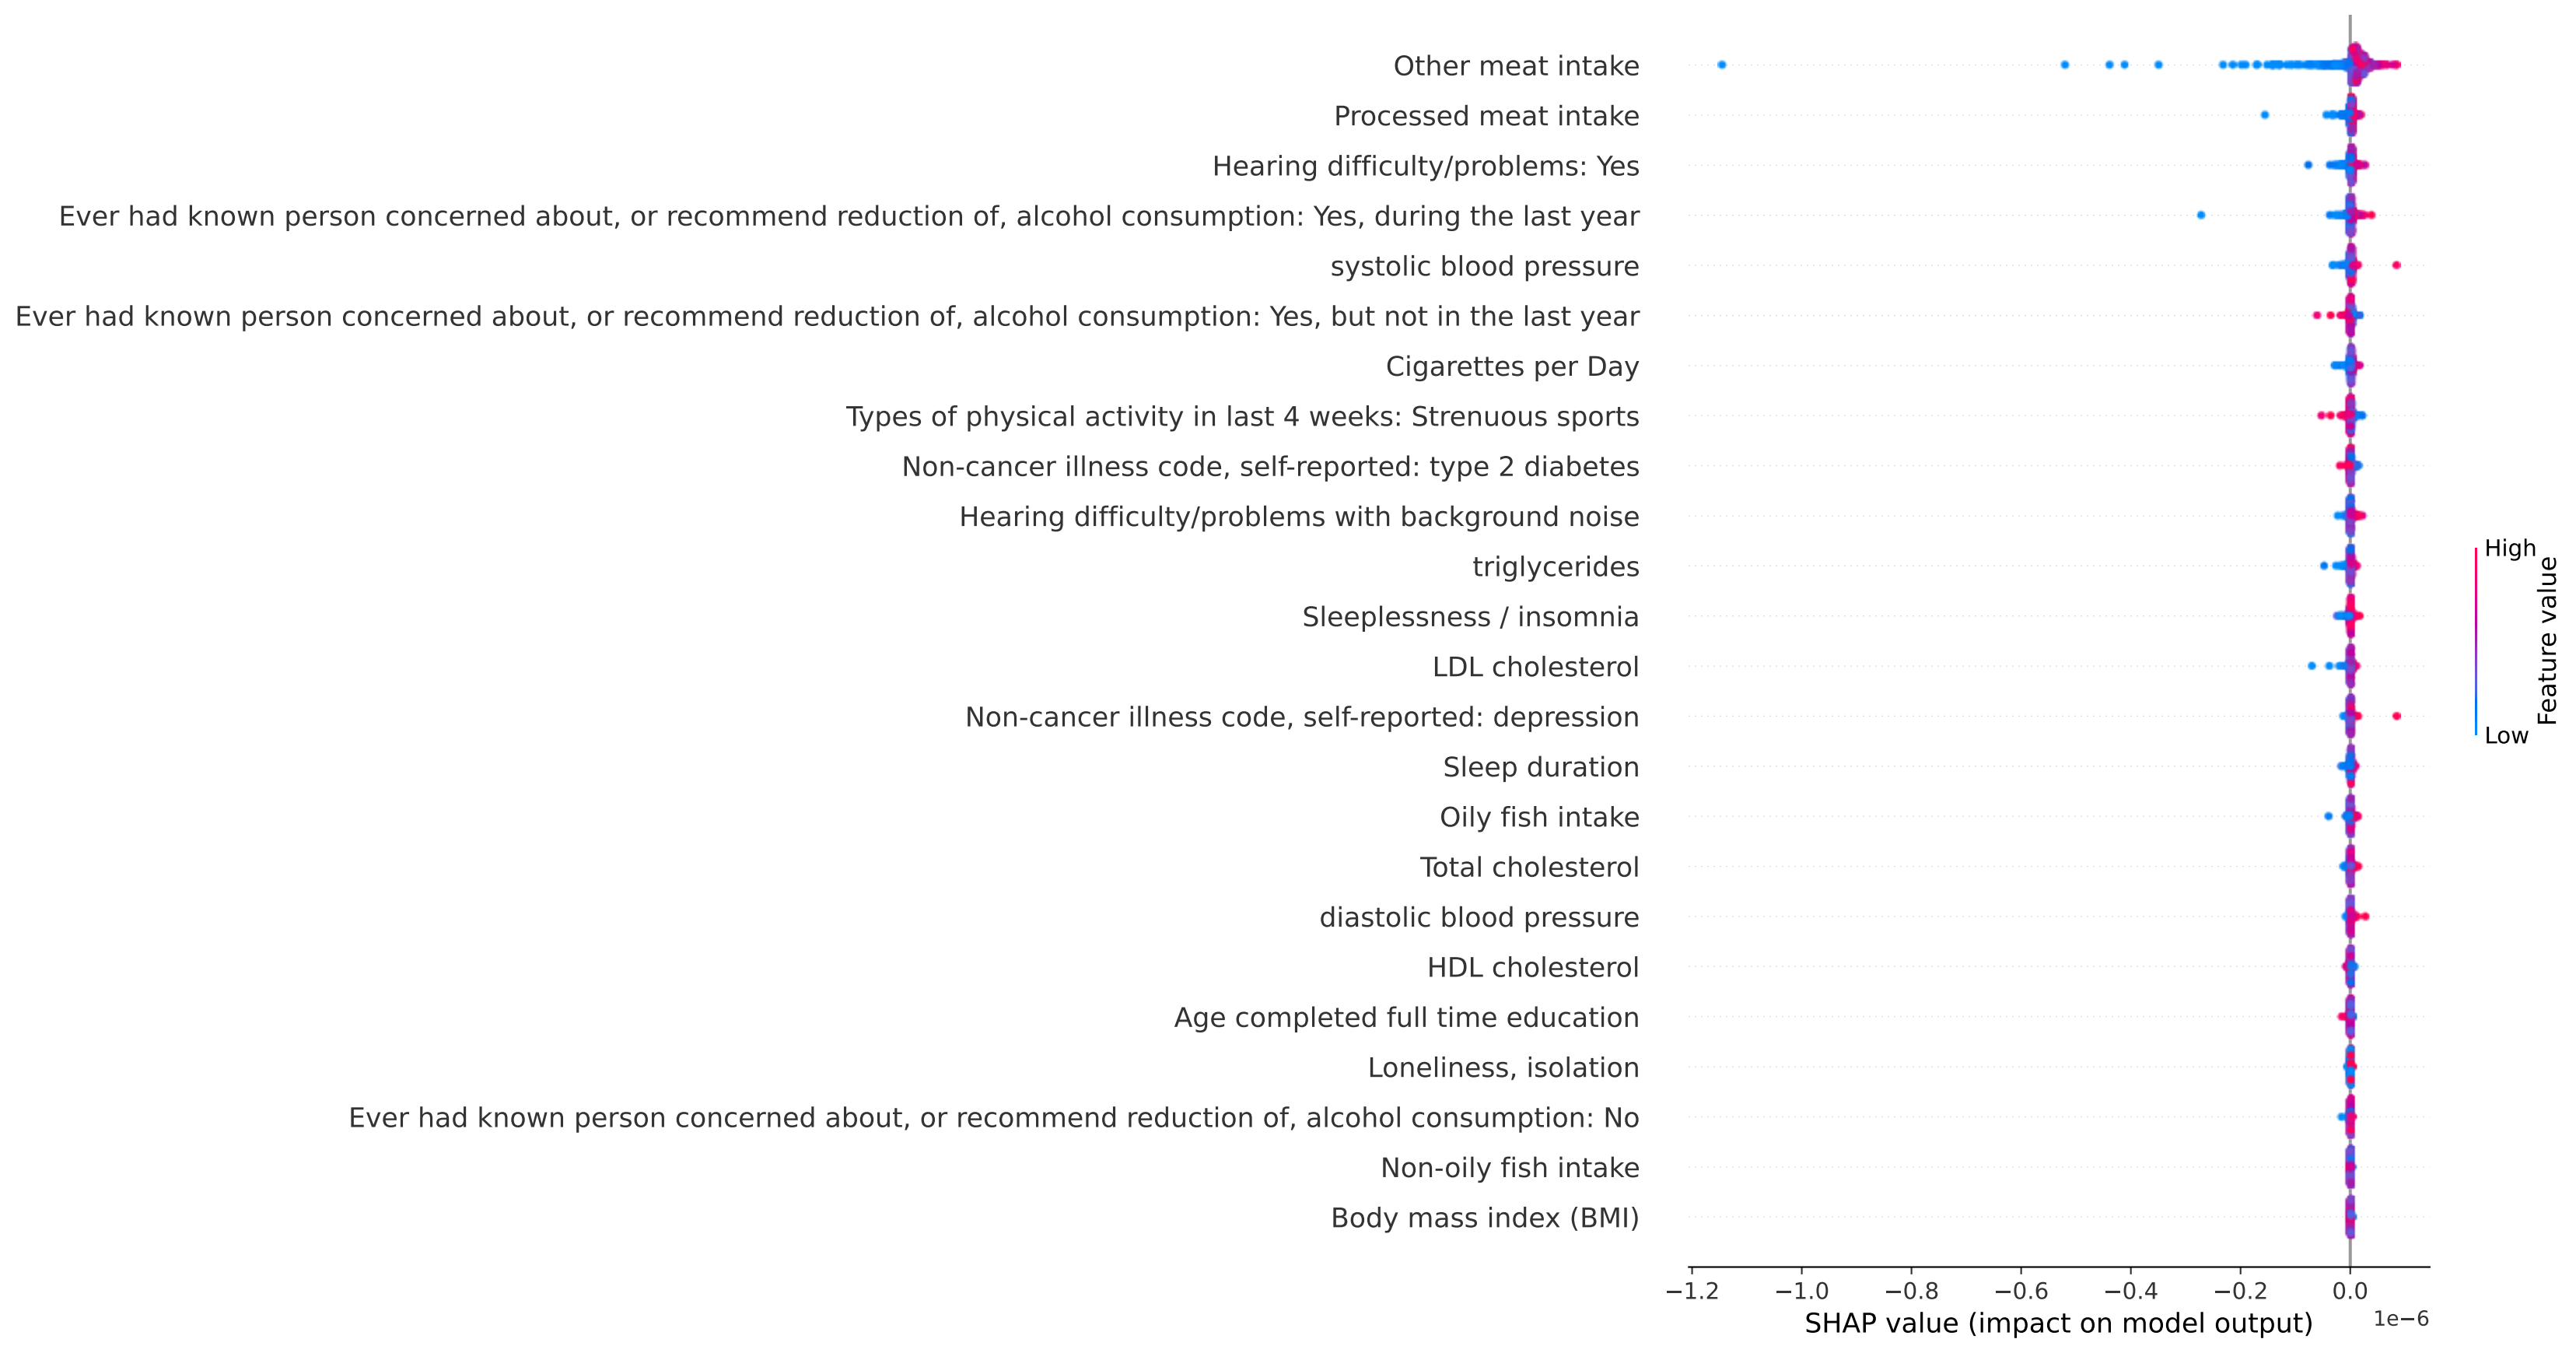 Other meat intake
Processed meat intake
Hearing difficulty/problems: Yes
Ever had known person concerned about, or recommend reduction of, alcohol consumption: Yes, during the last year
systolic blood pressure
Ever had known person concerned about, or recommend reduction of, alcohol consumption: Yes, but not in the last year
Cigarettes per Day
Types of physical activity in last 4 weeks: Strenuous sports
Non-cancer illness code, self-reported: type 2 diabetes
Hearing difficulty/problems with background noise
triglycerides
Sleeplessness / insomnia
LDL cholesterol
Non-cancer illness code, self-reported: depression
Sleep duration
Oily fish intake
Total cholesterol
diastolic blood pressure
HDL cholesterol
Age completed full time education
Loneliness, isolation
Ever had known person concerned about, or recommend reduction of, alcohol consumption: No
Non-oily fish intake
Body mass index (BMI)
−1.2 −1.0 −0.8 −0.6 −0.4 −0.2 0.0
1e−6
SHAP value (impact on model output)
High
Low
Feature value